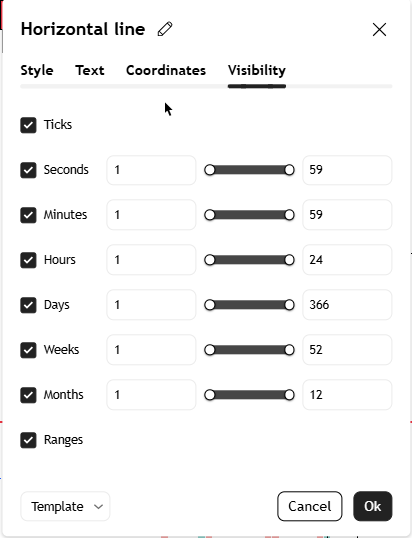 Horizontal line
Style Text Coordinates Visibility
Ticks
Seconds 1 59
Minutes 1 59
Hours 1 24
Days 1 366
Weeks 1 52
Months 1 12
Ranges
Template Cancel Ok